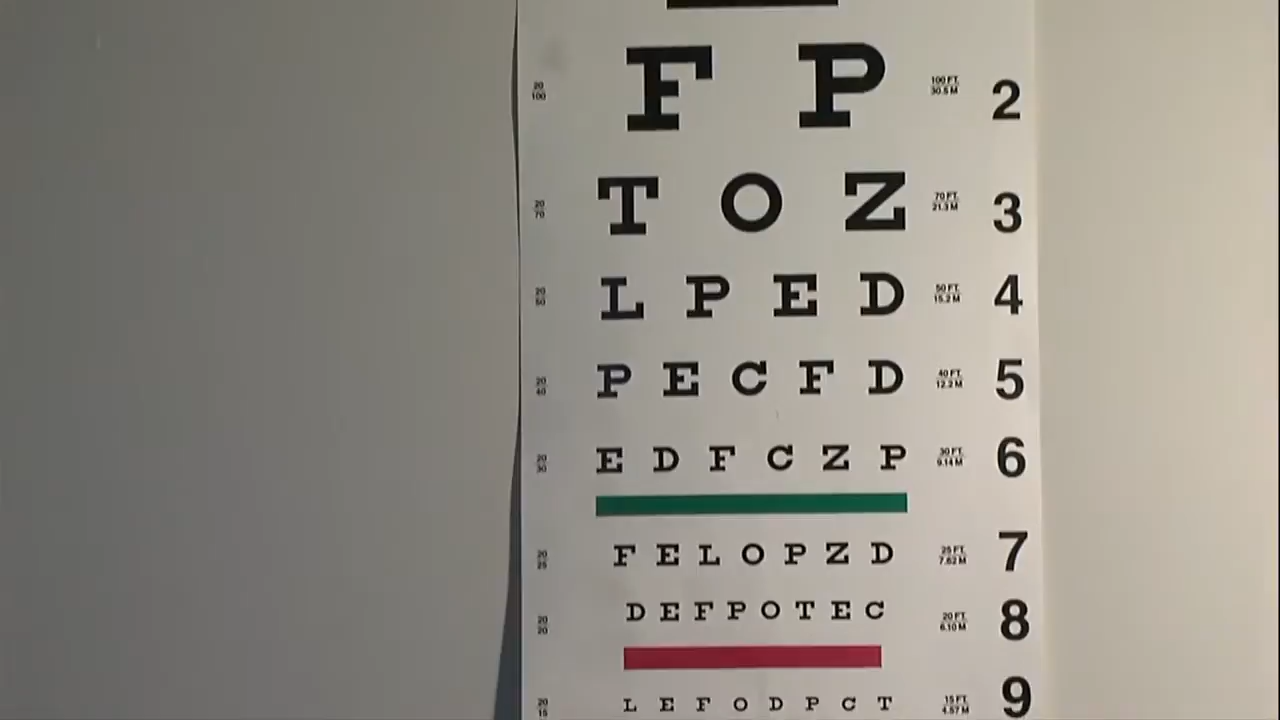 20/100 F P 100 FT. 30.5 M 2
20/70 T O Z 70 FT. 21.3 M 3
20/50 L P E D 50 FT. 15.2 M 4
20/40 P E C F D 40 FT. 12.2 M 5
20/30 E D F C Z P 30 FT. 9.14 M 6
20/25 F E L O P Z D 25 FT. 7.62 M 7
20/20 D E F P O T E C 20 FT. 6.10 M 8
20/15 L E F O D P C T 15 FT. 4.57 M 9